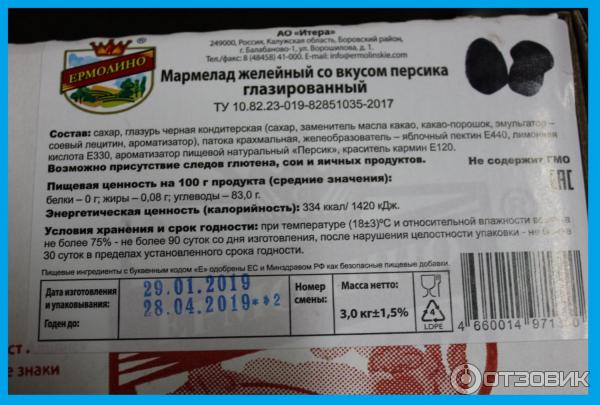 АО «Итера»
249000, Россия, Калужская область, Боровский район,
г. Балабаново-1, ул. Ворошилова, д. 1.
Тел./факс: 8 (48458) 41-000. E-mail: info@ermolinskie.com
ЕРМОЛИНО
Мармелад желейный со вкусом персика
глазированный
ТУ 10.82.23-019-82851035-2017
Состав: сахар, глазурь черная кондитерская (сахар, заменитель масла какао, какао-порошок, эмульгатор –
соевый лецитин, ароматизатор), патока крахмальная, желеобразователь – яблочный пектин Е440, лимонная
кислота Е330, ароматизатор пищевой натуральный «Персик», краситель кармин Е120.
Возможно присутствие следов глютена, сои и яичных продуктов.
Не содержит ГМО
Пищевая ценность на 100 г продукта (средние значения):
белки – 0 г; жиры – 0,08 г; углеводы – 83,0 г.
EAC
Энергетическая ценность (калорийность): 334 ккал/ 1420 кДж.
Условия хранения и срок годности: при температуре (18±3)ºС и относительной влажности воздуха
не более 75% - не более 90 суток со дня изготовления, после нарушения целостности упаковки - не более
30 суток в пределах установленного срока годности.
Пищевые ингредиенты с буквенным кодом «Е» одобрены ЕС и Минздравом РФ как безопасные пищевые добавки.
Дата изготовления
и упаковывания:
Годен до:
29.01.2019
28.04.2019**2
Номер
смены:
Масса нетто:
3,0 кг±1,5%
4
LDPE
4 660014 971
ст.
е знаки
ОТЗОВИК